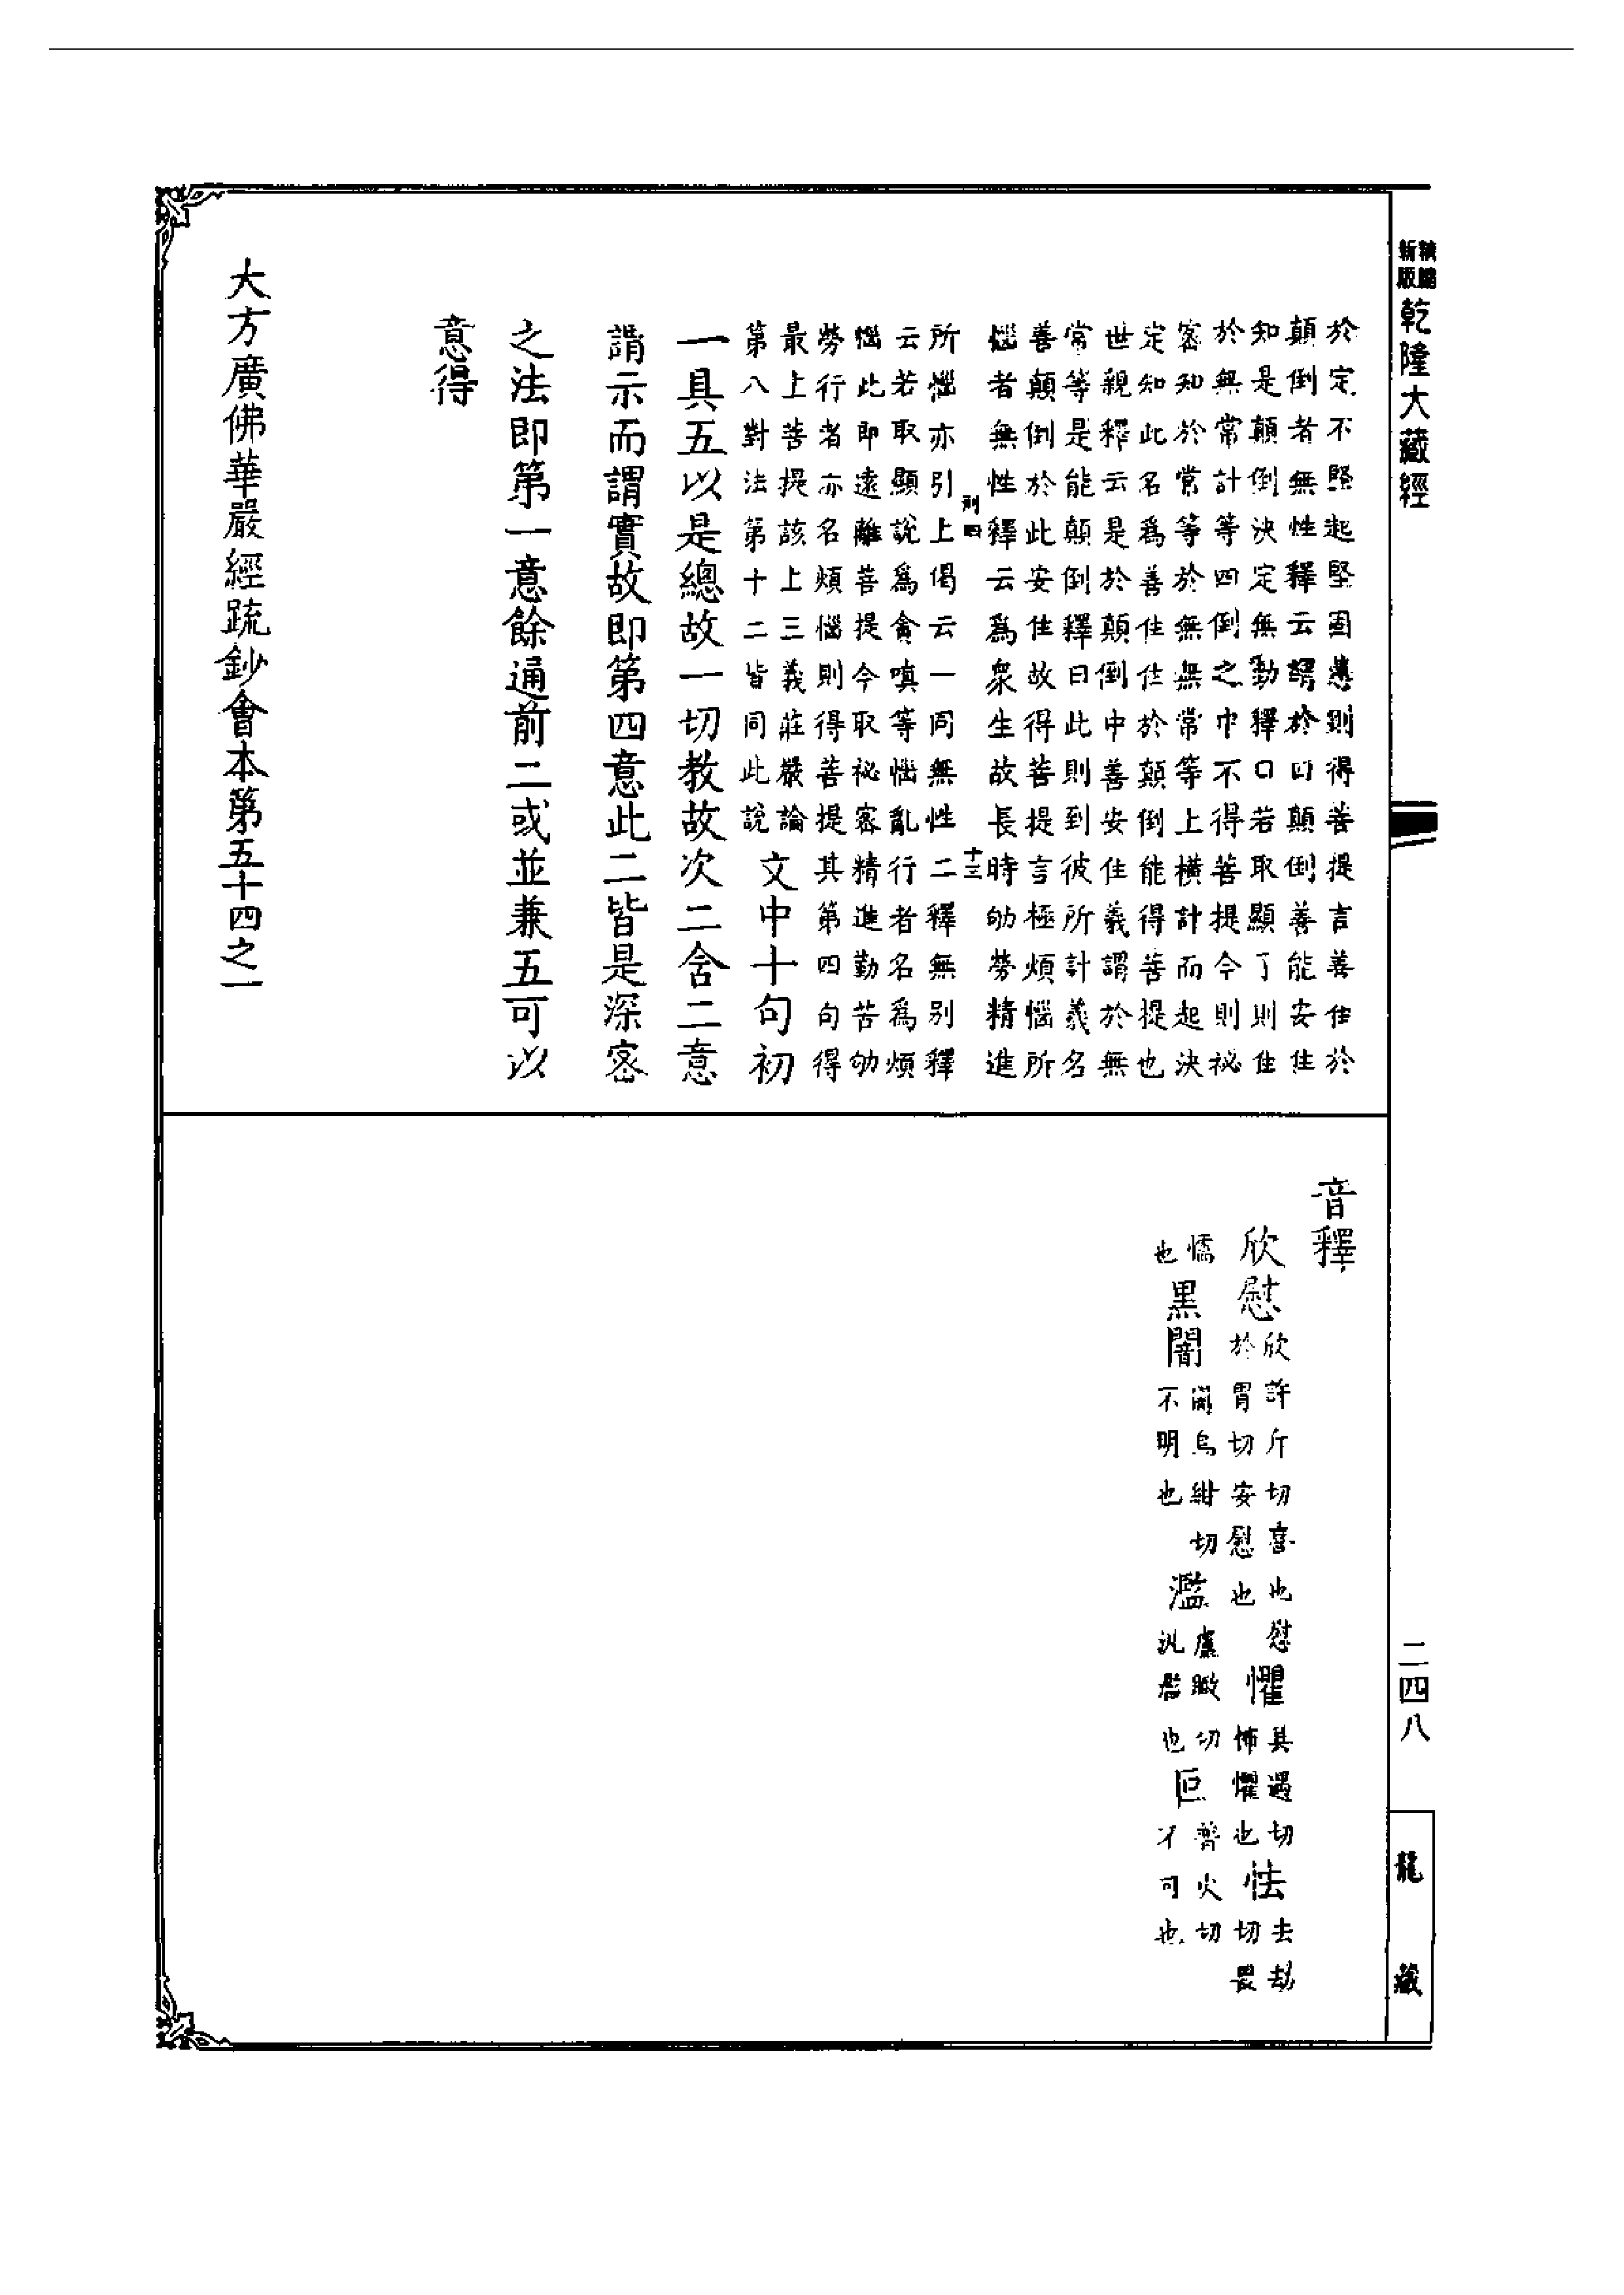 精縮
新版
乾隆大藏經
於定不堅起堅固慧則得菩提言善住於
顛倒者無性釋云謂於四顛倒善能安住
知是顛倒決定無動釋曰若取顯了則住
於無常計等四倒之中不得菩提今則祕
密知於常等於無無常等上橫計而起決
定知此名為善住住於顛倒能得菩提也
世親釋云是於顛倒中善安住義謂於無
常等是能顛倒釋曰此則到彼所計義名
善顛倒於此安住故得菩提言極煩惱所
惱者無性釋云為眾生故長時劬勞精進
刑四
十三
所惱亦引上偈云一同無性二釋無別釋
云若取顯說為貪嗔等惱亂行者名為煩
惱此即遠離菩提今取祕密精進勤苦劬
勞行者亦名煩惱則得菩提其第四句得
最上菩提該上三義莊嚴論
第八對法第十二皆同此說
文中十句初
一具五以是總故一切教故次二含二意
謂示而謂實故即第四意此二皆是深密
之法即第一意餘通前二或並兼五可以
意得
大方廣佛華嚴經疏鈔會本第五十四之一
二四八
龍藏
音釋
欣慰
欣許斤切喜也慰
於胃切安慰也
懼
其遇切
怖懼也
怯
去劫
切畏
懦
也
黑闇
闇烏紺切
不明也
濫
盧瞰切
汎濫也
叵
普火切
不可也